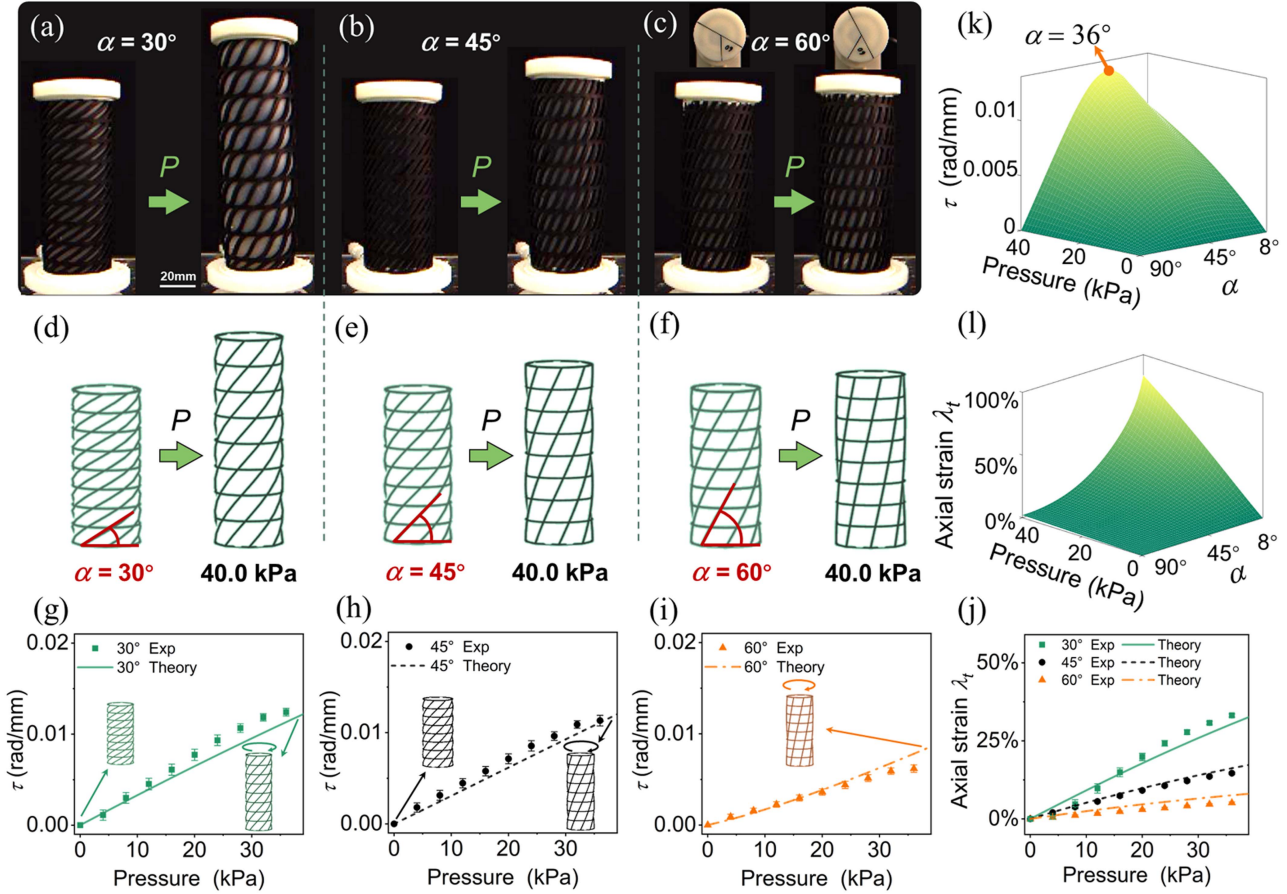 (a)
α = 30°
P
20mm
(b)
α = 45°
P
(c)
α = 60°
P
(k)
α = 36°
τ (rad/mm)
0.01
0.005
0
40
20
0
Pressure (kPa)
90°
45°
8°
α
(d)
P
α = 30°
40.0 kPa
(e)
P
α = 45°
40.0 kPa
(f)
P
α = 60°
40.0 kPa
(l)
Axial strain λt
100%
50%
0%
40
20
0
Pressure (kPa)
90°
45°
8°
α
(g)
τ (rad/mm)
0.02
0.01
0.00
30° Exp
30° Theory
0
10
20
30
Pressure (kPa)
(h)
τ (rad/mm)
0.02
0.01
0.00
45° Exp
45° Theory
0
10
20
30
Pressure (kPa)
(i)
τ (rad/mm)
0.02
0.01
0.00
60° Exp
60° Theory
0
10
20
30
Pressure (kPa)
(j)
Axial strain λt
50%
25%
0%
30° Exp
Theory
45° Exp
Theory
60° Exp
Theory
0
10
20
30
Pressure (kPa)